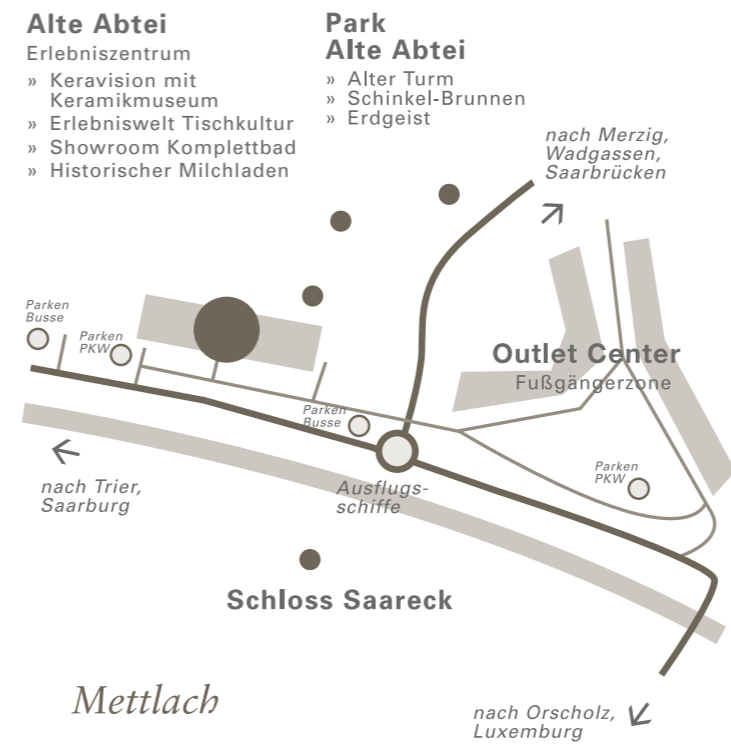 Alte Abtei
Erlebniszentrum
» Keravision mit
Keramikmuseum
» Erlebniswelt Tischkultur
» Showroom Komplettbad
» Historischer Milchladen
Park
Alte Abtei
» Alter Turm
» Schinkel-Brunnen
» Erdgeist
nach Merzig,
Wadgassen,
Saarbrücken
Parken
Busse
Parken
PKW
Outlet Center
Fußgängerzone
Parken
Busse
Parken
PKW
nach Trier,
Saarburg
Ausflugs-
schiffe
Schloss Saareck
Mettlach
nach Orscholz,
Luxemburg